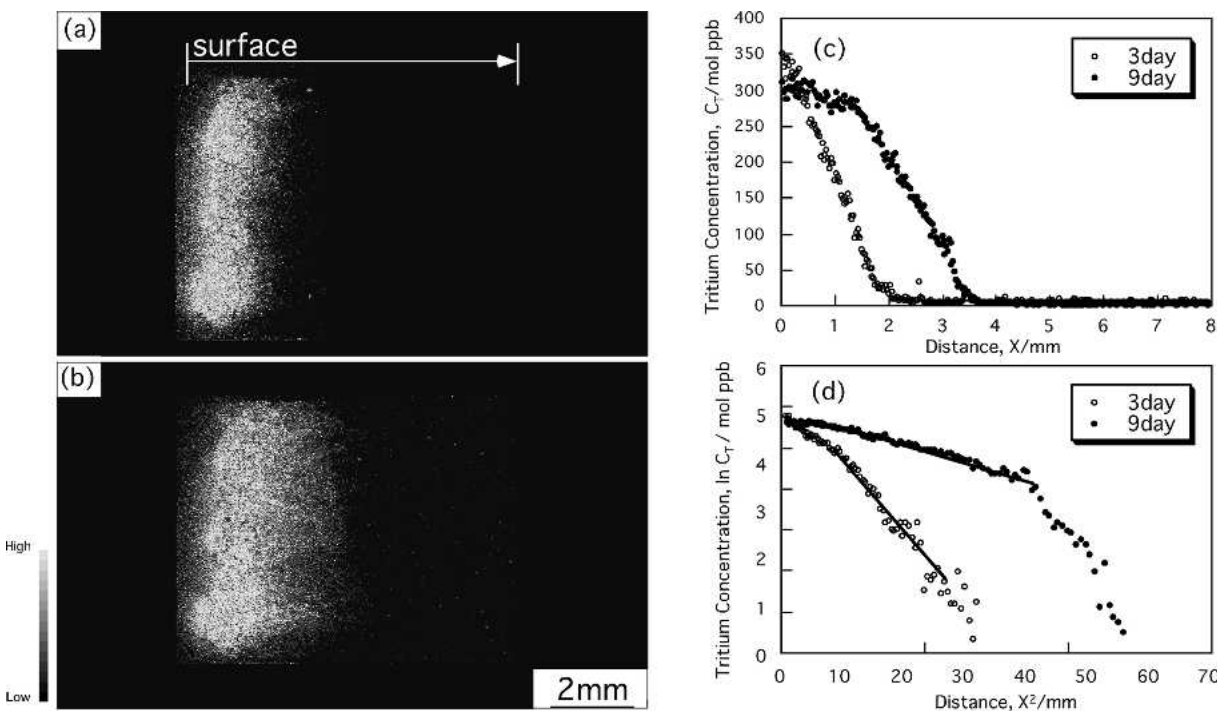 (a)
surface
(b)
High
Low
2mm
(c)
3day
9day
Tritium Concentration, C_T/mol ppb
400
350
300
250
200
150
100
50
0
0 1 2 3 4 5 6 7 8
Distance, X/mm
(d)
3day
9day
Tritium Concentration, ln C_T/ mol ppb
6
5
4
3
2
1
0
0 10 20 30 40 50 60 70
Distance, X²/mm